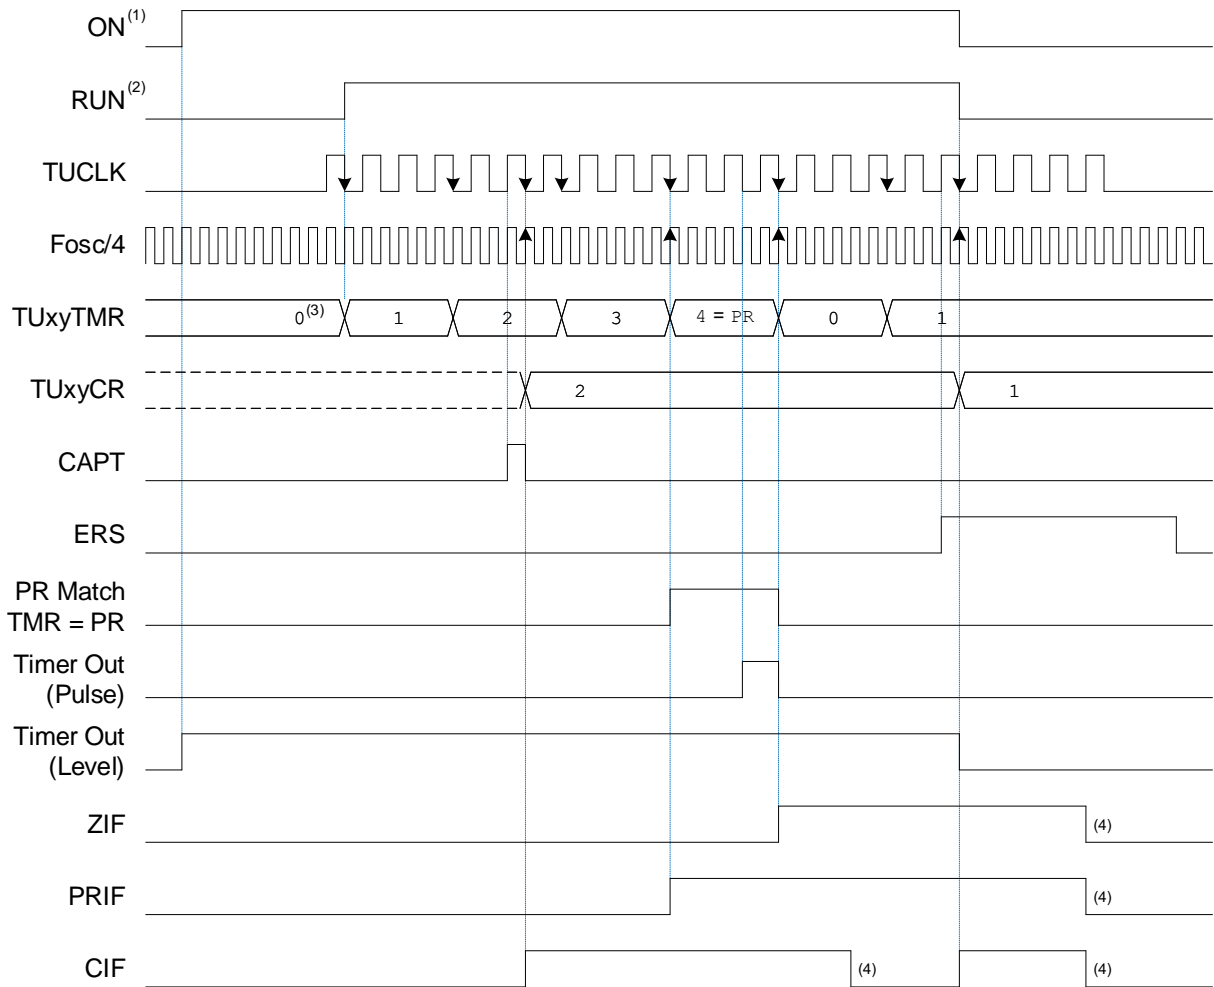 ON(1)
RUN(2)
TUCLK
Fosc/4
TUxyTMR
0(3) 1 2 3 4 = PR 0 1
TUxyCR
2 1
CAPT
ERS
PR Match
TMR = PR
Timer Out
(Pulse)
Timer Out
(Level)
ZIF
(4)
PRIF
(4)
CIF
(4) (4)